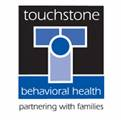 touchstone
behavioral health
partnering with families